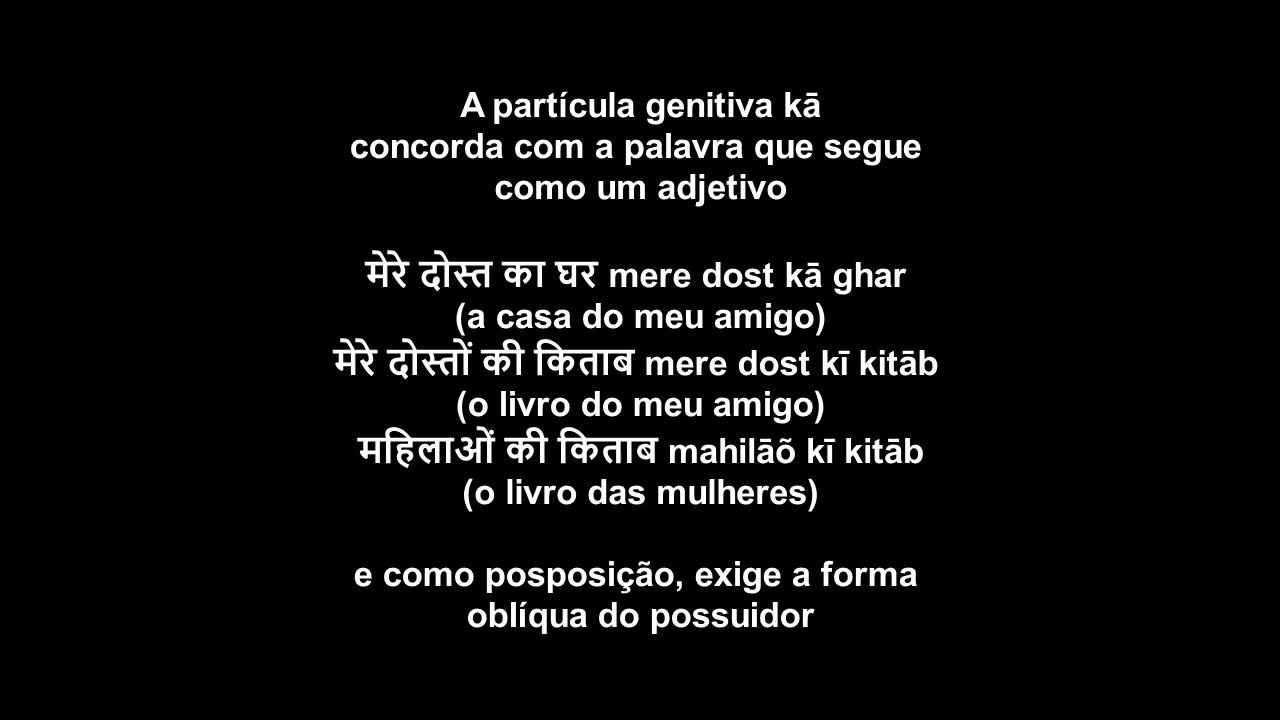 A partícula genitiva kā
concorda com a palavra que segue
como um adjetivo
मेरे दोस्त का घर mere dost kā ghar
(a casa do meu amigo)
मेरे दोस्तों की किताब mere dost kī kitāb
(o livro do meu amigo)
महिलाओं की किताब mahilāõ kī kitāb
(o livro das mulheres)
e como posposição, exige a forma
oblíqua do possuidor